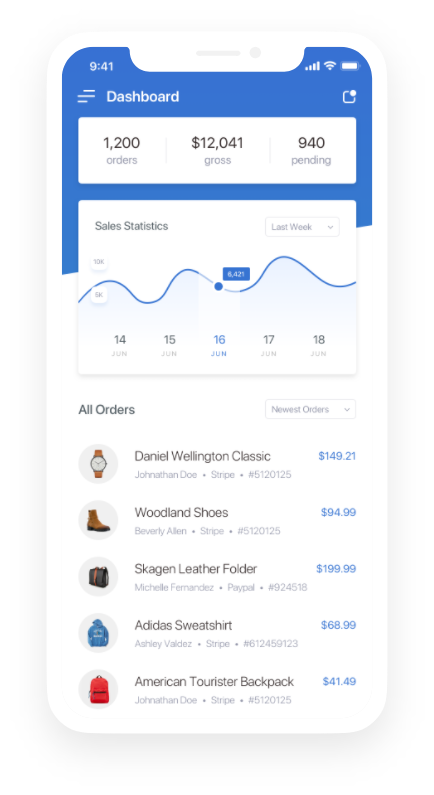 9:41
Dashboard
1,200 $12,041 940
orders gross pending
Sales Statistics Last Week
10K
6,421
5K
14 15 16 17 18
JUN JUN JUN JUN JUN
All Orders Newest Orders
Daniel Wellington Classic $149.21
Johnathan Doe • Stripe • #5120125
Woodland Shoes $94.99
Beverly Allen • Stripe • #5120125
Skagen Leather Folder $199.99
Michelle Fernandez • Paypal • #924518
Adidas Sweatshirt $68.99
Ashley Valdez • Stripe • #612459123
American Tourister Backpack $41.49
Johnathan Doe • Stripe • #5120125